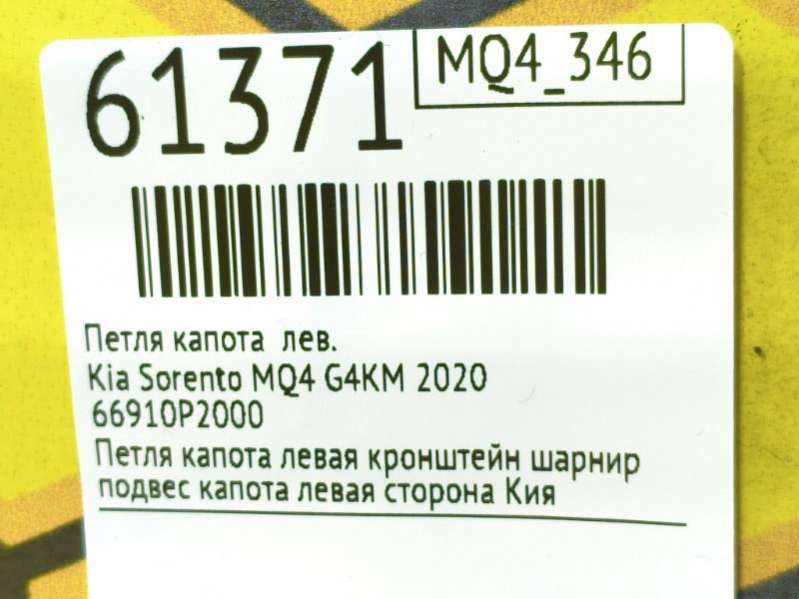 61371
MQ4_346
Петля капота лев.
Kia Sorento MQ4 G4KM 2020
66910P2000
Петля капота левая кронштейн шарнир
подвес капота левая сторона Кия